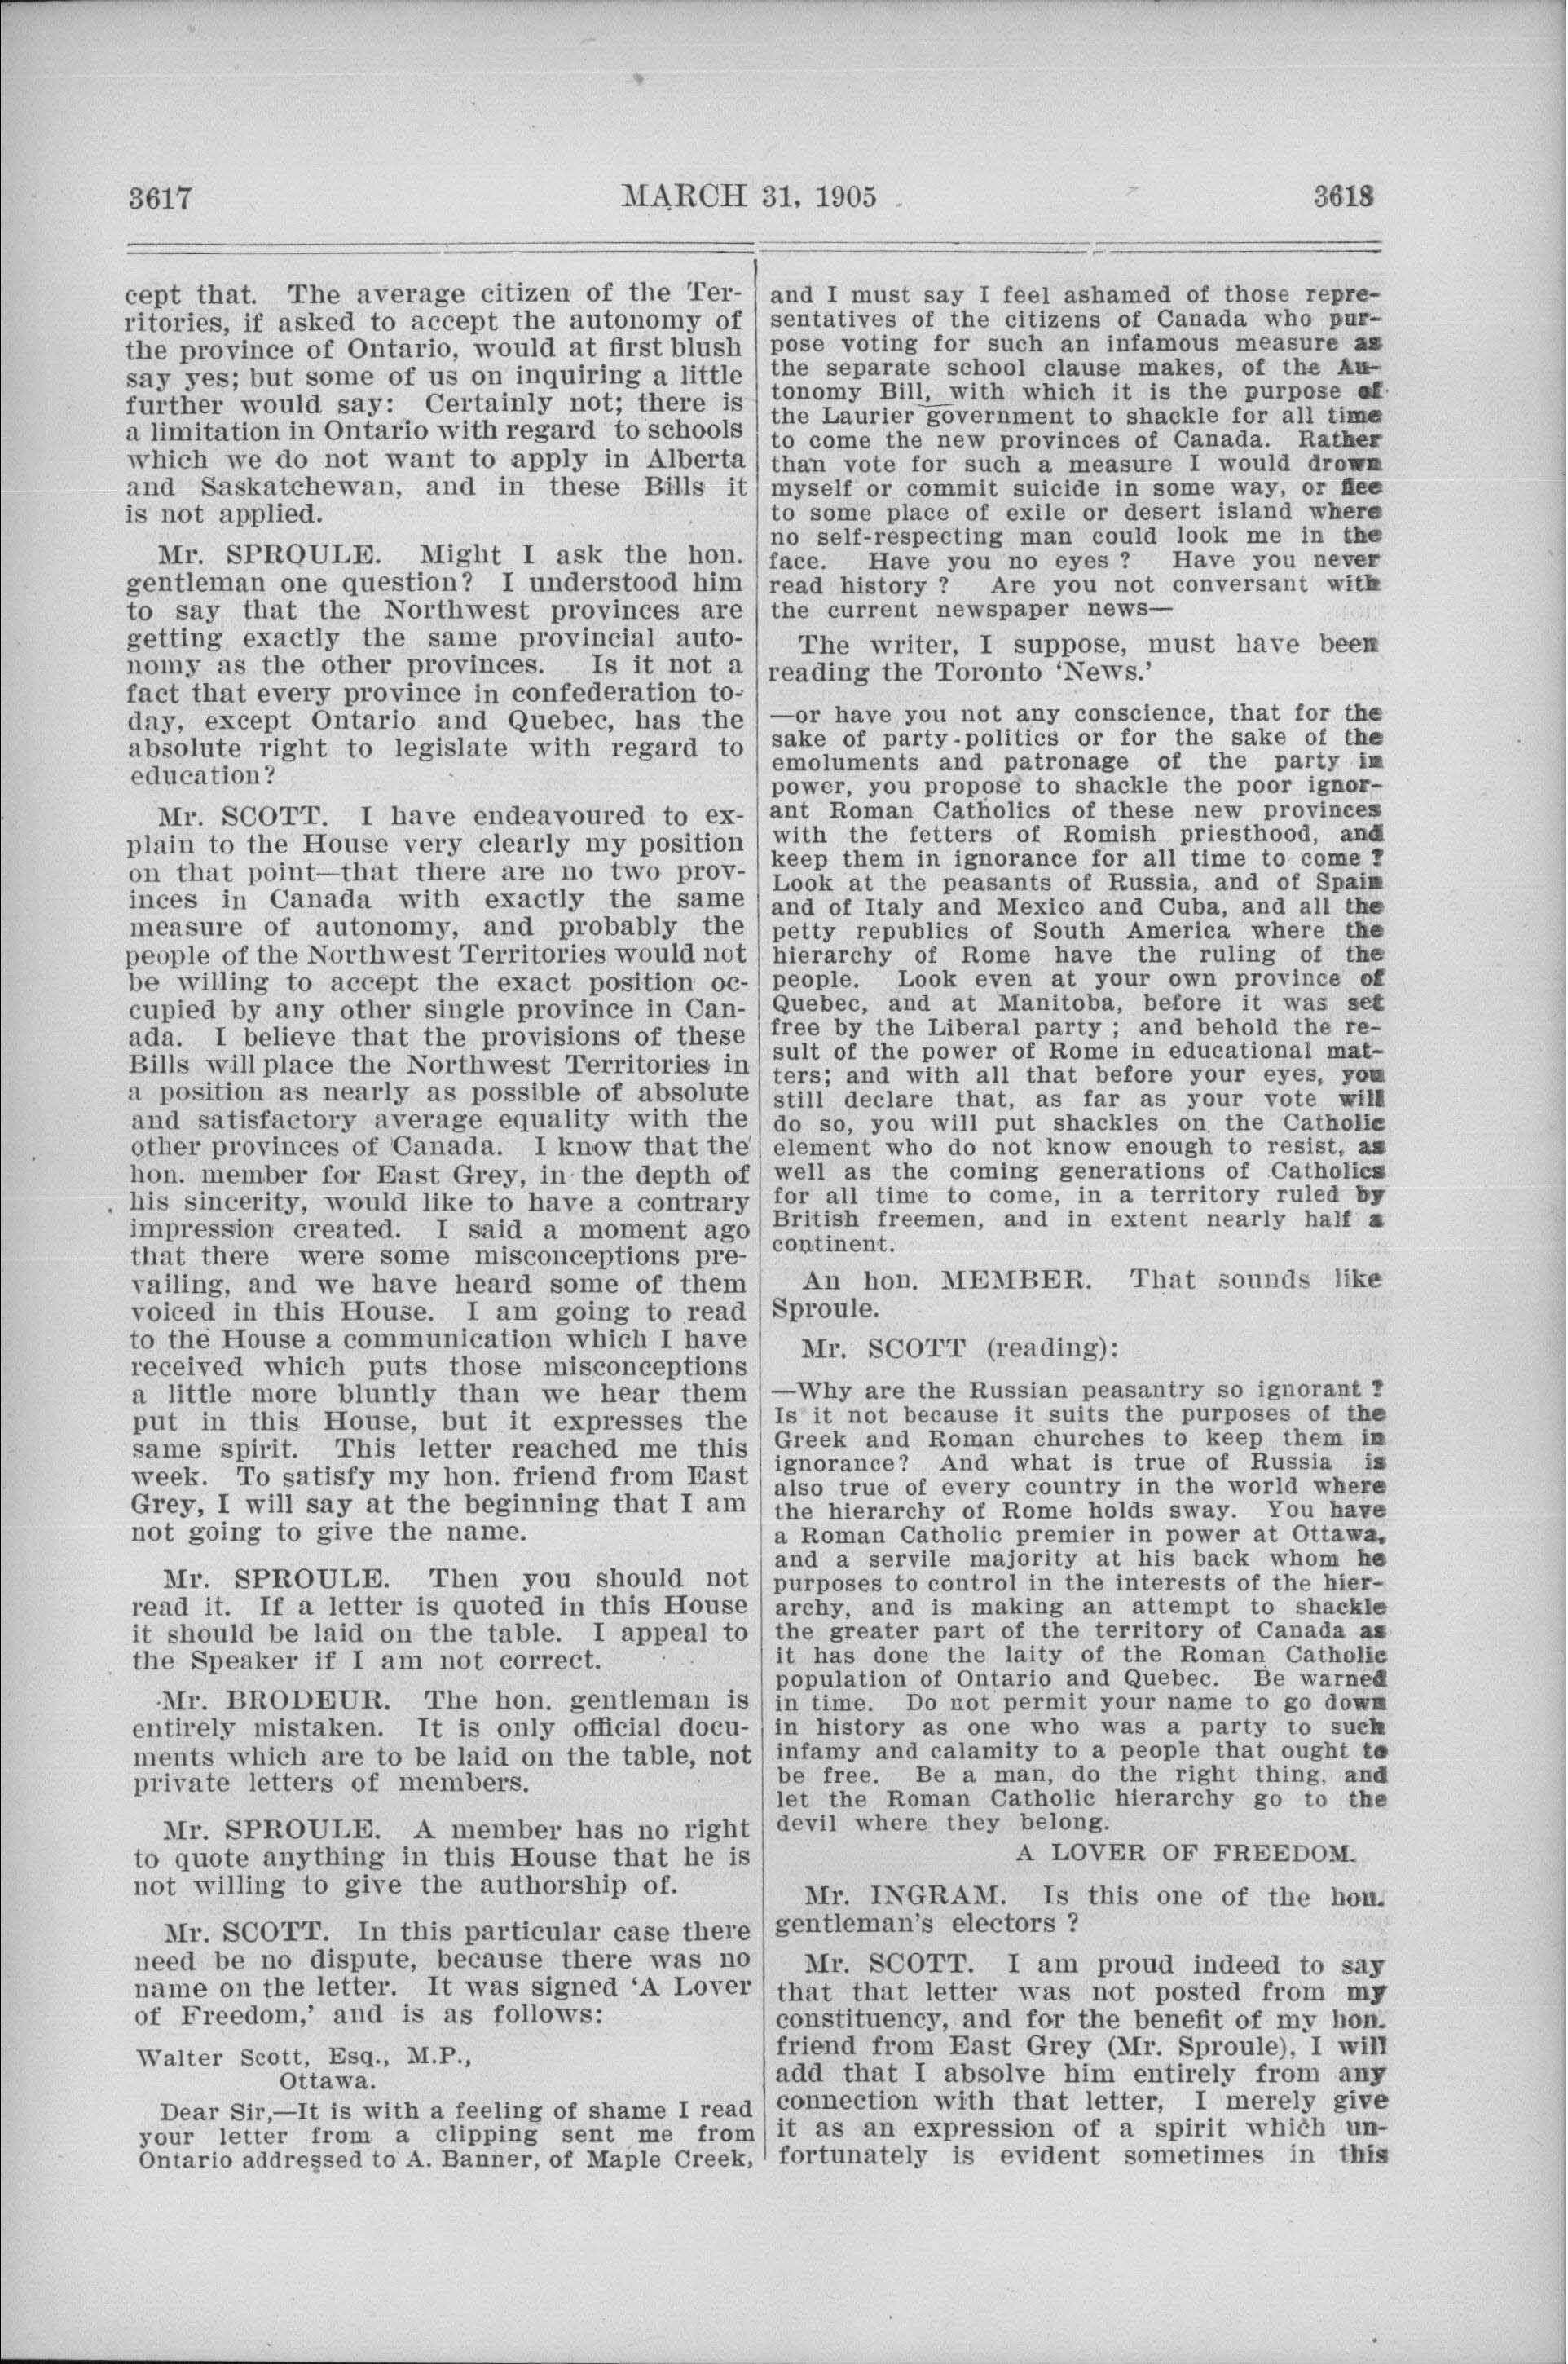 3617
MARCH 31, 1905
3618
cept that. The average citizen of the Ter-
ritories, if asked to accept the autonomy of
the province of Ontario, would at first blush
say yes; but some of us on inquiring a little
further would say: Certainly not; there is
a limitation in Ontario with regard to schools
which we do not want to apply in Alberta
and Saskatchewan, and in these Bills it
is not applied.
Mr. SPROULE. Might I ask the hon.
gentleman one question? I understood him
to say that the Northwest provinces are
getting exactly the same provincial auto-
nomy as the other provinces. Is it not a
fact that every province in confederation to-
day, except Ontario and Quebec, has the
absolute right to legislate with regard to
education?
Mr. SCOTT. I have endeavoured to ex-
plain to the House very clearly my position
on that point—that there are no two prov-
inces in Canada with exactly the same
measure of autonomy, and probably the
people of the Northwest Territories would not
be willing to accept the exact position oc-
cupied by any other single province in Can-
ada. I believe that the provisions of these
Bills will place the Northwest Territories in
a position as nearly as possible of absolute
and satisfactory average equality with the
other provinces of Canada. I know that the
hon. member for East Grey, in the depth of
his sincerity, would like to have a contrary
impression created. I said a moment ago
that there were some misconceptions pre-
vailing, and we have heard some of them
voiced in this House. I am going to read
to the House a communication which I have
received which puts those misconceptions
a little more bluntly than we hear them
put in this House, but it expresses the
same spirit. This letter reached me this
week. To satisfy my hon. friend from East
Grey, I will say at the beginning that I am
not going to give the name.
Mr. SPROULE. Then you should not
read it. If a letter is quoted in this House
it should be laid on the table. I appeal to
the Speaker if I am not correct.
Mr. BRODEUR. The hon. gentleman is
entirely mistaken. It is only official docu-
ments which are to be laid on the table, not
private letters of members.
Mr. SPROULE. A member has no right
to quote anything in this House that he is
not willing to give the authorship of.
Mr. SCOTT. In this particular case there
need be no dispute, because there was no
name on the letter. It was signed 'A Lover
of Freedom,' and is as follows:
Walter Scott, Esq., M.P.,
Ottawa.
Dear Sir,—It is with a feeling of shame I read
your letter from a clipping sent me from
Ontario addressed to A. Banner, of Maple Creek,
and I must say I feel ashamed of those repre-
sentatives of the citizens of Canada who pur-
pose voting for such an infamous measure as
the separate school clause makes, of the Au-
tonomy Bill, with which it is the purpose of
the Laurier government to shackle for all time
to come the new provinces of Canada. Rather
than vote for such a measure I would drown
myself or commit suicide in some way, or flee
to some place of exile or desert island where
no self-respecting man could look me in the
face. Have you no eyes ? Have you never
read history ? Are you not conversant with
the current newspaper news—
The writer, I suppose, must have been
reading the Toronto 'News.'
—or have you not any conscience, that for the
sake of party-politics or for the sake of the
emoluments and patronage of the party in
power, you propose to shackle the poor ignor-
ant Roman Catholics of these new provinces
with the fetters of Romish priesthood, and
keep them in ignorance for all time to come ?
Look at the peasants of Russia, and of Spain
and of Italy and Mexico and Cuba, and all the
petty republics of South America where the
hierarchy of Rome have the ruling of the
people. Look even at your own province of
Quebec, and at Manitoba, before it was set
free by the Liberal party ; and behold the re-
sult of the power of Rome in educational mat-
ters; and with all that before your eyes, you
still declare that, as far as your vote will
do so, you will put shackles on the Catholic
element who do not know enough to resist, as
well as the coming generations of Catholics
for all time to come, in a territory ruled by
British freemen, and in extent nearly half a
continent.
An hon. MEMBER. That sounds like
Sproule.
Mr. SCOTT (reading):
—Why are the Russian peasantry so ignorant ?
Is it not because it suits the purposes of the
Greek and Roman churches to keep them in
ignorance? And what is true of Russia is
also true of every country in the world where
the hierarchy of Rome holds sway. You have
a Roman Catholic premier in power at Ottawa,
and a servile majority at his back whom he
purposes to control in the interests of the hier-
archy, and is making an attempt to shackle
the greater part of the territory of Canada as
it has done the laity of the Roman Catholic
population of Ontario and Quebec. Be warned
in time. Do not permit your name to go down
in history as one who was a party to such
infamy and calamity to a people that ought to
be free. Be a man, do the right thing, and
let the Roman Catholic hierarchy go to the
devil where they belong.
A LOVER OF FREEDOM.
Mr. INGRAM. Is this one of the hon.
gentleman's electors ?
Mr. SCOTT. I am proud indeed to say
that that letter was not posted from my
constituency, and for the benefit of my hon.
friend from East Grey (Mr. Sproule), I will
add that I absolve him entirely from any
connection with that letter, I merely give
it as an expression of a spirit which un-
fortunately is evident sometimes in this